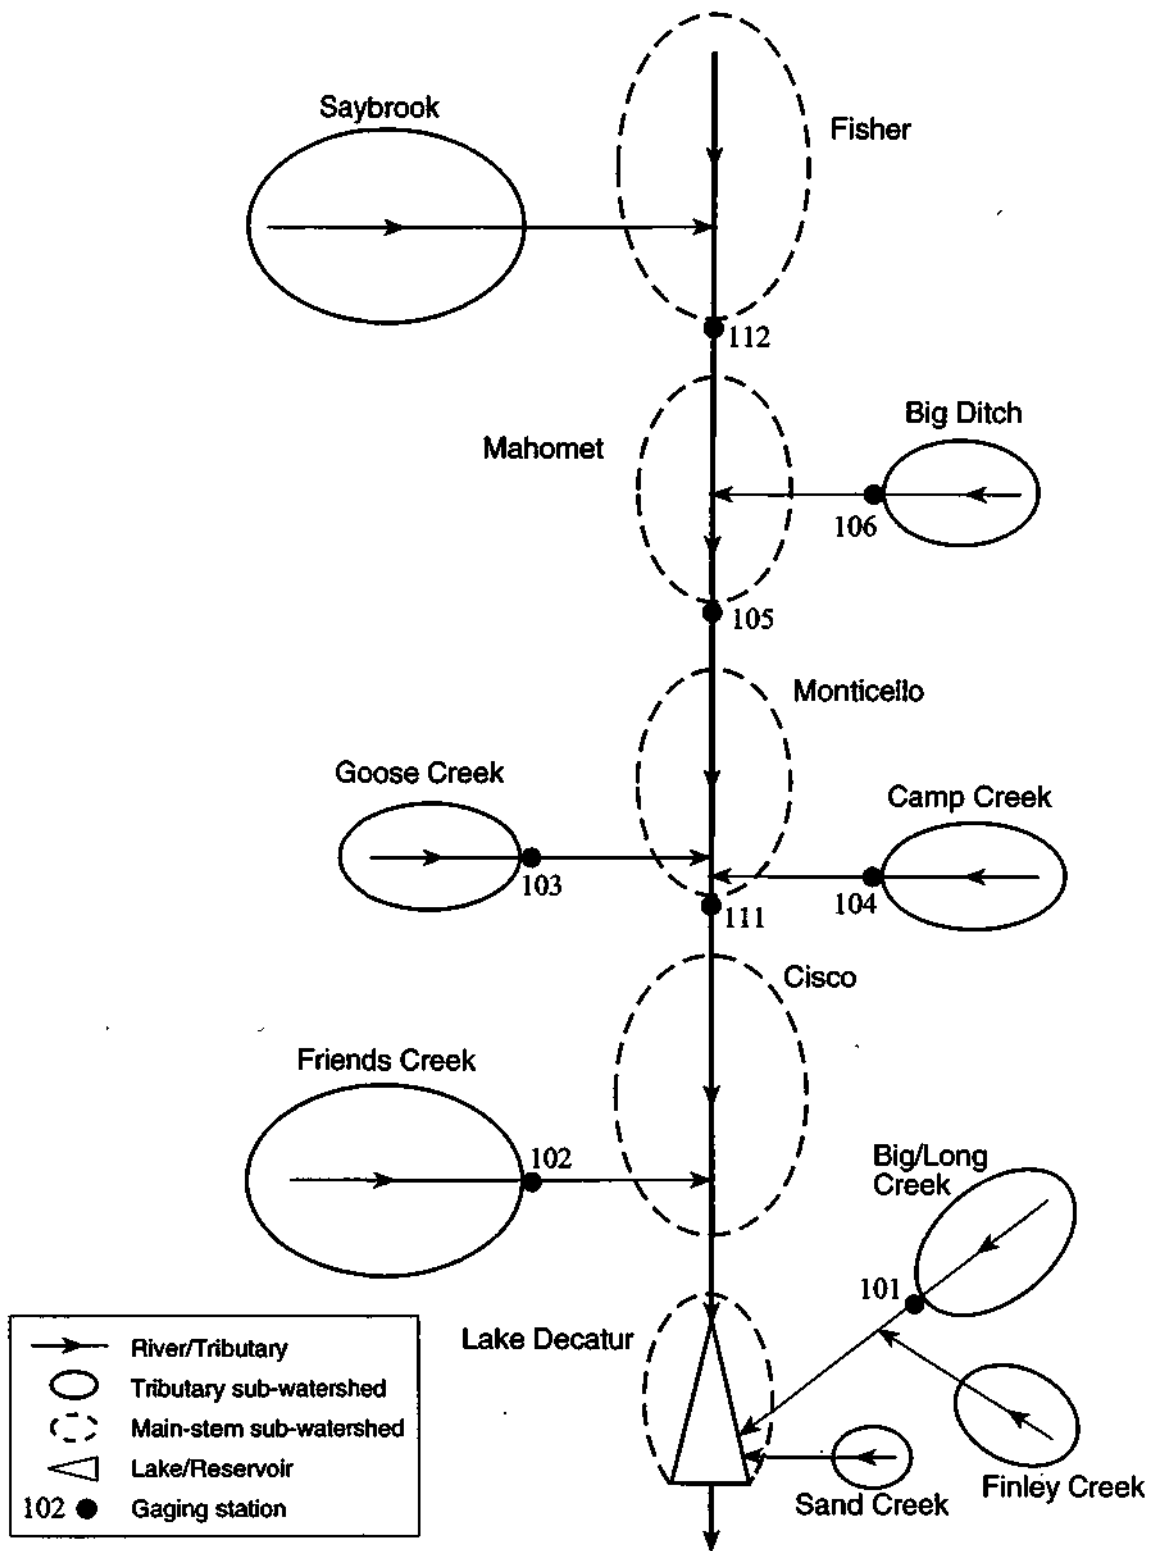 Saybrook
Fisher
112
Big Ditch
Mahomet
106
105
Monticello
Goose Creek
Camp Creek
103
104
111
Cisco
Friends Creek
102
Big/Long
Creek
101
Lake Decatur
Sand Creek
Finley Creek
River/Tributary
Tributary sub-watershed
Main-stem sub-watershed
Lake/Reservoir
102 Gaging station